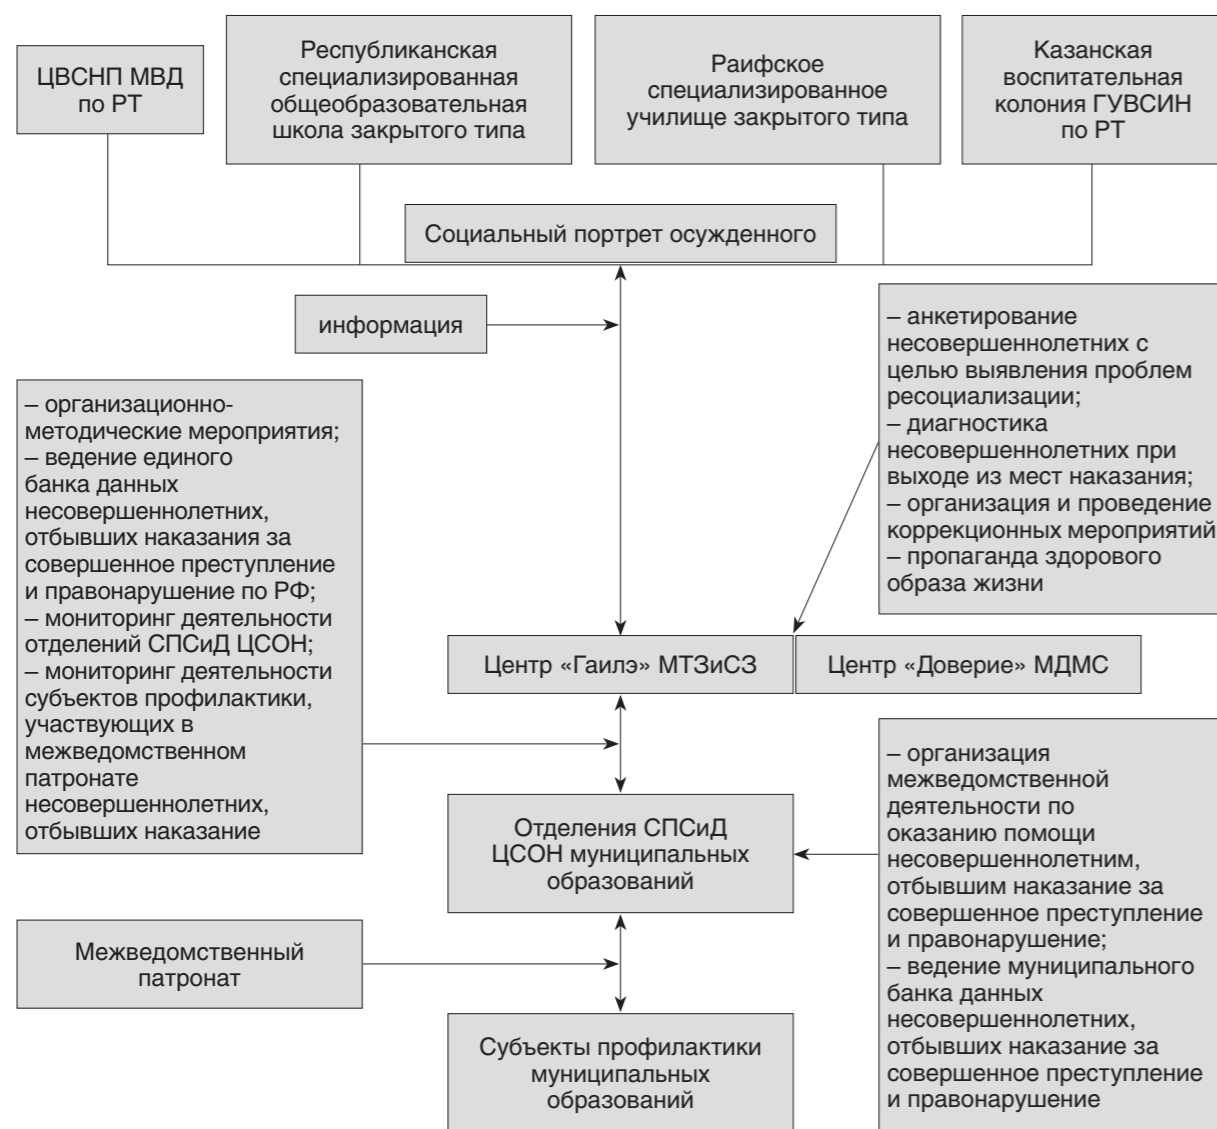 ЦВСНП МВД
по РТ
Республиканская
специализированная
общеобразовательная
школа закрытого типа
Раифское
специализированное
училище закрытого типа
Казанская
воспитательная
колония ГУВСИН
по РТ
Социальный портрет осужденного
информация
– анкетирование
несовершеннолетних с
целью выявления проблем
ресоциализации;
– диагностика
несовершеннолетних при
выходе из мест наказания;
– организация и проведение
коррекционных мероприятий
– пропаганда здорового
образа жизни
– организационно-
методические мероприятия;
– ведение единого
банка данных
несовершеннолетних,
отбывших наказания за
совершенное преступление
и правонарушение по РФ;
– мониторинг деятельности
отделений СПСиД ЦСОН;
– мониторинг деятельности
субъектов профилактики,
участвующих в
межведомственном
патронате
несовершеннолетних,
отбывших наказание
Центр «Гаилэ» МТЗиСЗ
Центр «Доверие» МДМС
Отделения СПСиД
ЦСОН муниципальных
образований
– организация
межведомственной
деятельности по
оказанию помощи
несовершеннолетним,
отбывшим наказание за
совершенное преступление
и правонарушение;
– ведение муниципального
банка данных
несовершеннолетних,
отбывших наказание за
совершенное преступление
и правонарушение
Межведомственный
патронат
Субъекты профилактики
муниципальных
образований